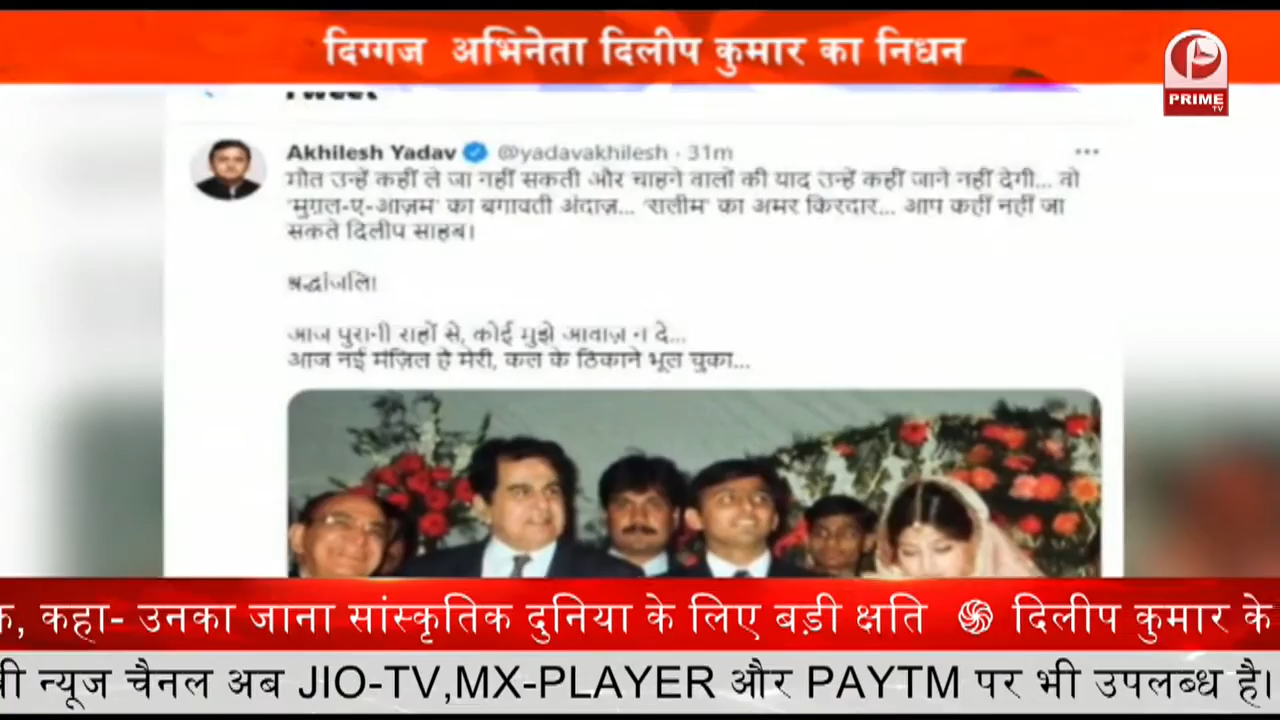 दिग्गज अभिनेता दिलीप कुमार का निधन
PRIME
TV
Tweet
Akhilesh Yadav @yadavakhilesh · 31m
मौत उन्हें कहीं ले जा नहीं सकती और चाहने वालों की याद उन्हें कहीं जाने नहीं देगी... वो
'मुग़ल-ए-आज़म' का बगावती अंदाज़... 'सलीम' का अमर किरदार... आप कहीं नहीं जा
सकते दिलीप साहब।
श्रद्धांजलि।
आज पुरानी राहों से, कोई मुझे आवाज़ न दे...
आज नई मंज़िल है मेरी, कल के ठिकाने भूल चुका...
कहा- उनका जाना सांस्कृतिक दुनिया के लिए बड़ी क्षति दिलीप कुमार के
न्यूज चैनल अब JIO-TV,MX-PLAYER और PAYTM पर भी उपलब्ध है।